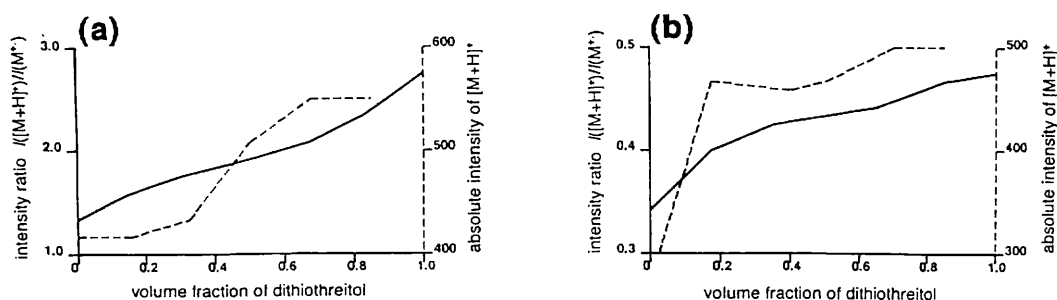 (a)
3.0
2.0
1.0
intensity ratio I([M+H]+)/I(M+·)
600
500
400
absolute intensity of [M+H]+
0 0.2 0.4 0.6 0.8 1.0
volume fraction of dithiothreitol
(b)
0.5
0.4
0.3
intensity ratio I([M+H]+)/I(M+·)
500
400
300
absolute intensity of [M+H]+
0 0.2 0.4 0.6 0.8 1.0
volume fraction of dithiothreitol